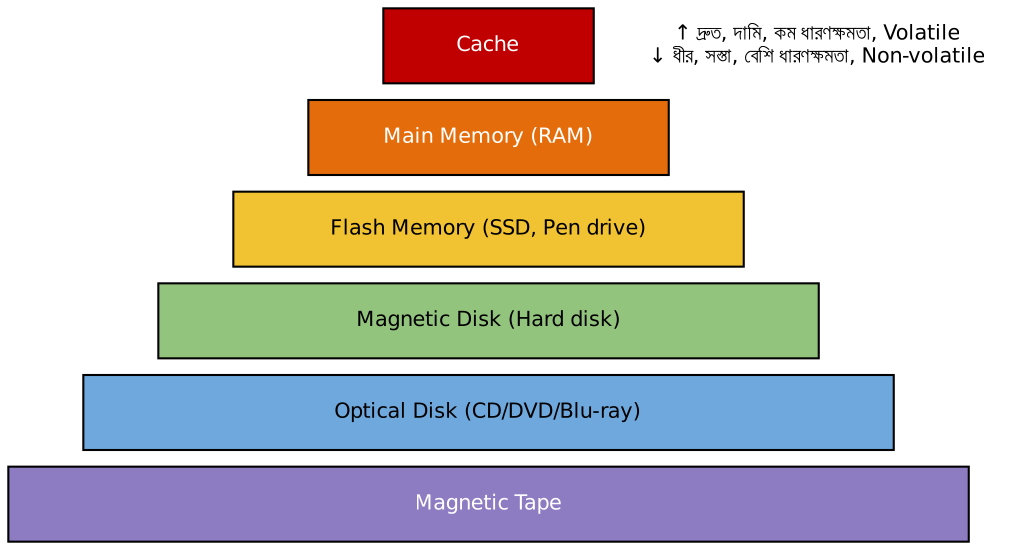 Cache
↑ দ্রুত, দামি, কম ধারণক্ষমতা, Volatile
↓ ধীর, সস্তা, বেশি ধারণক্ষমতা, Non-volatile
Main Memory (RAM)
Flash Memory (SSD, Pen drive)
Magnetic Disk (Hard disk)
Optical Disk (CD/DVD/Blu-ray)
Magnetic Tape